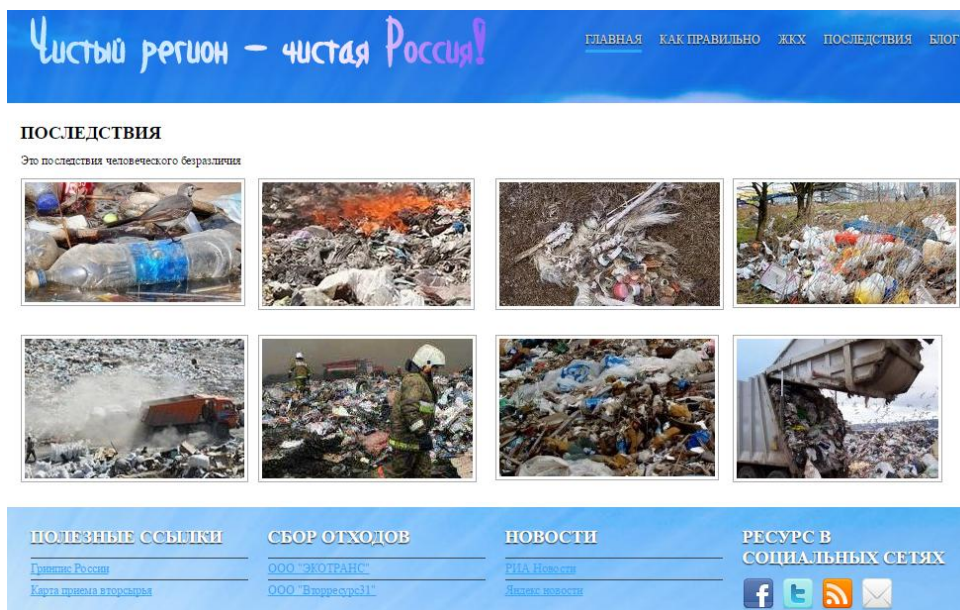 Чистый регион – чистая Россия!
ГЛАВНАЯ КАК ПРАВИЛЬНО ЖКХ ПОСЛЕДСТВИЯ БЛОГ
ПОСЛЕДСТВИЯ
Это последствия человеческого безразличия
ПОЛЕЗНЫЕ ССЫЛКИ
Гринпис России
Карта приема вторсырья
СБОР ОТХОДОВ
ООО "ЭКОТРАНС"
ООО "Вторресурс31"
НОВОСТИ
РИА Новости
Яндекс новости
РЕСУРС В
СОЦИАЛЬНЫХ СЕТЯХ